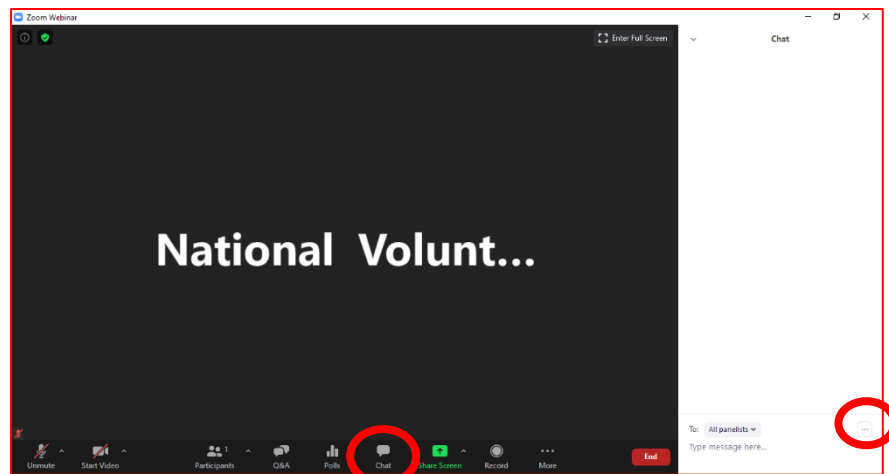 Zoom Webinar
Enter Full Screen
Chat
National Volunt...
To: All panelists
Type message here...
1
Unmute
Start Video
Participants
Q&A
Polls
Chat
Share Screen
Record
More
End